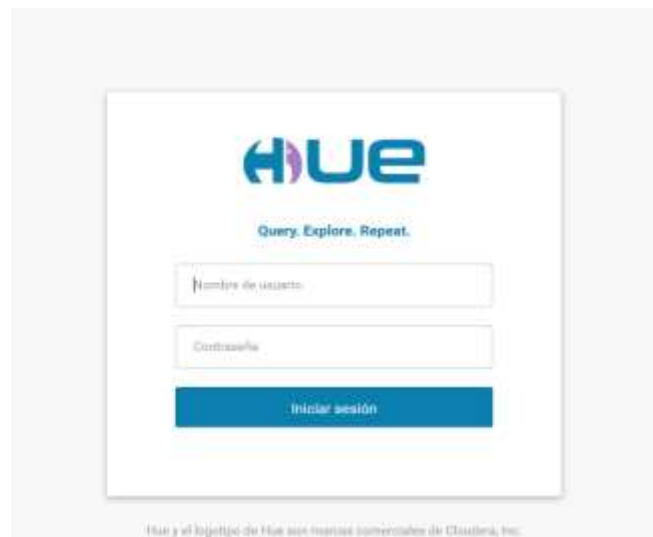 HUE
Query. Explore. Repeat.
Nombre de usuario
Contraseña
Iniciar sesión
Hue y el logotipo de Hue son marcas comerciales de Cloudera, Inc.